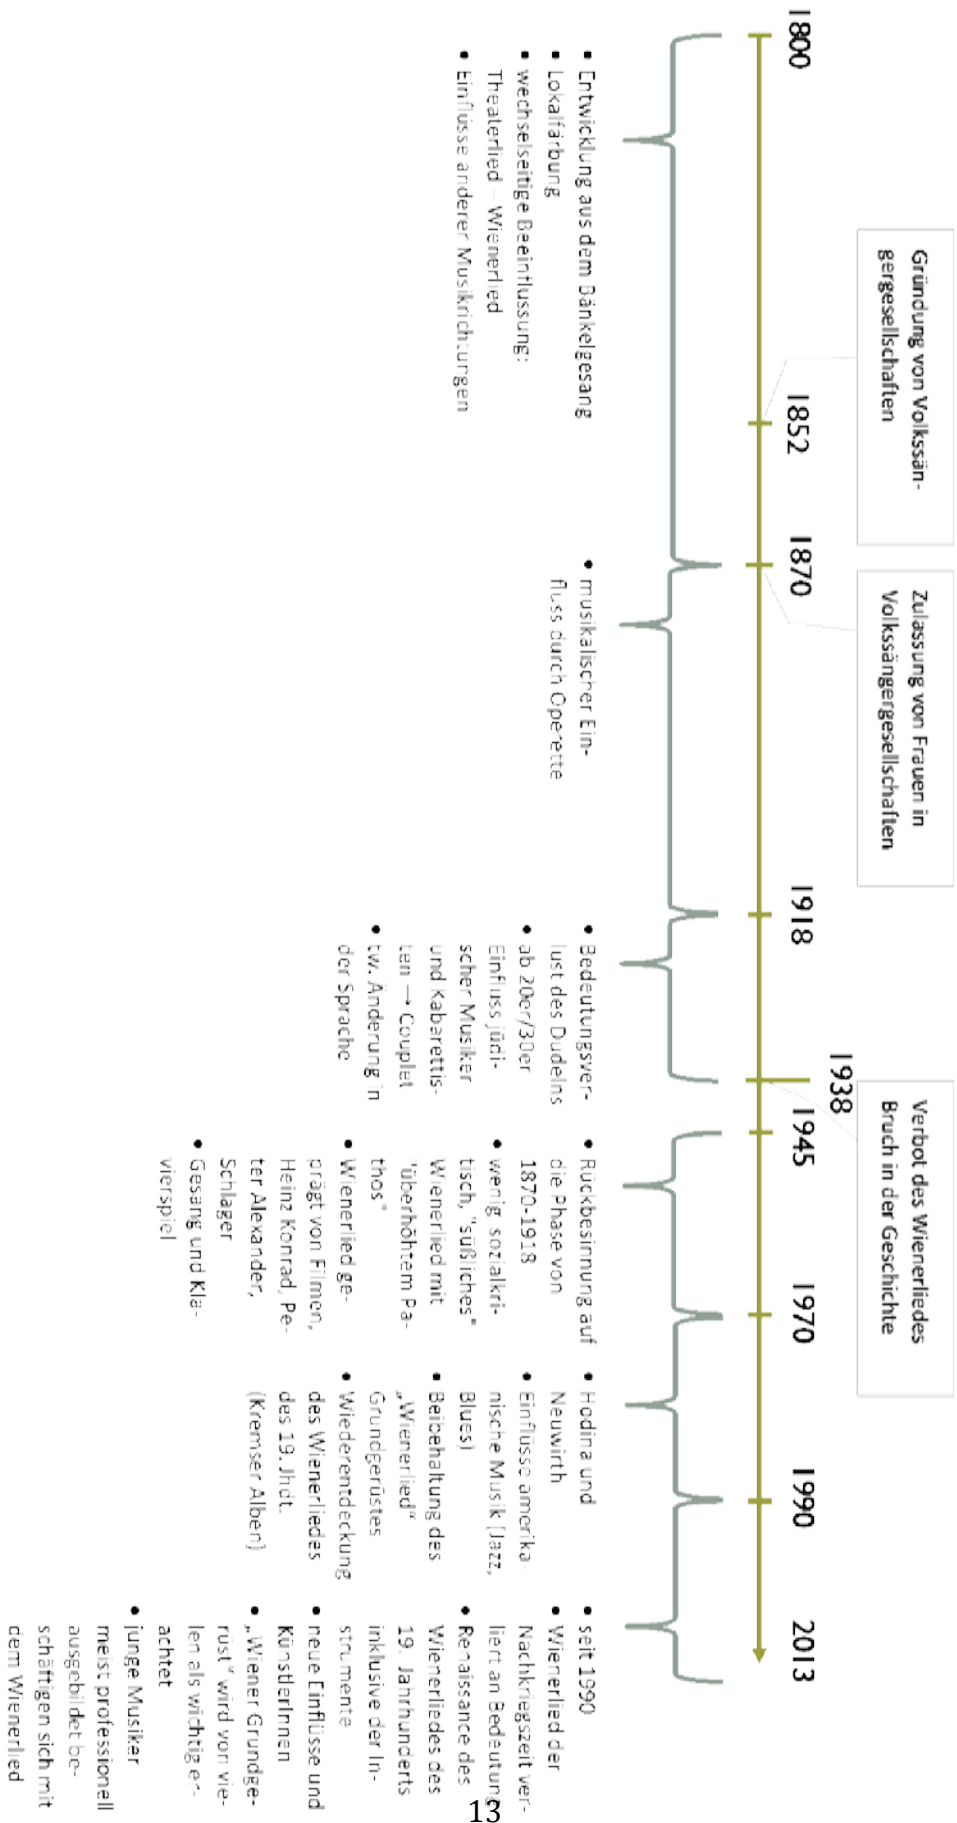 Gründung von Volkssän-
gergesellschaften
Zulassung von Frauen in
Volkssängergesellschaften
Verbot des Wienerliedes
Bruch in der Geschichte
1800
1852
1870
1918
1938
1945
1970
1990
2013
• Entwicklung aus dem Bänkelgesang
• Lokalfärbung
• wechselseitige Beeinflussung:
Theaterlied – Wienerlied
• Einflüsse anderer Musikrichtungen
• musikalischer Ein-
fluss durch Operette
• Bedeutungsver-
lust des Dudelns
• ab 20er/30er
Einfluss jüdi-
scher Musiker
und Kabarettis-
ten → Couplet
• tw. Änderung in
der Sprache
• Rückbesinnung auf
die Phase von
1870-1918
• wenig sozialkri-
tisch, "süßliches"
Wienerlied mit
"überhöhtem Pa-
thos"
• Wienerlied ge-
prägt von Filmen,
Heinz Konrad, Pe-
ter Alexander,
Schlager
• Gesang und Kla-
vierspiel
• Hodina und
Neuwirth
• Einflüsse amerika-
nische Musik (Jazz,
Blues)
• Beibehaltung des
„Wienerlied“
Grundgerüstes
• Wiederentdeckung
des Wienerliedes
des 19. Jhdt.
(Kremser Alben)
• seit 1990
• Wienerlied der
Nachkriegszeit ver-
liert an Bedeutung
• Renaissance des
Wienerliedes des
19. Jahrhunderts
inklusive der In-
strumente
• neue Einflüsse und
KünstlerInnen
• „Wiener Grundge-
rüst“ wird von vie-
len als wichtig er-
achtet
• junge Musiker
meist professionell
ausgebildet be-
schäftigen sich mit
dem Wienerlied
13